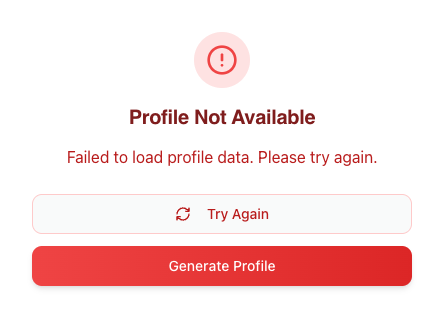 Profile Not Available
Failed to load profile data. Please try again.
Try Again
Generate Profile